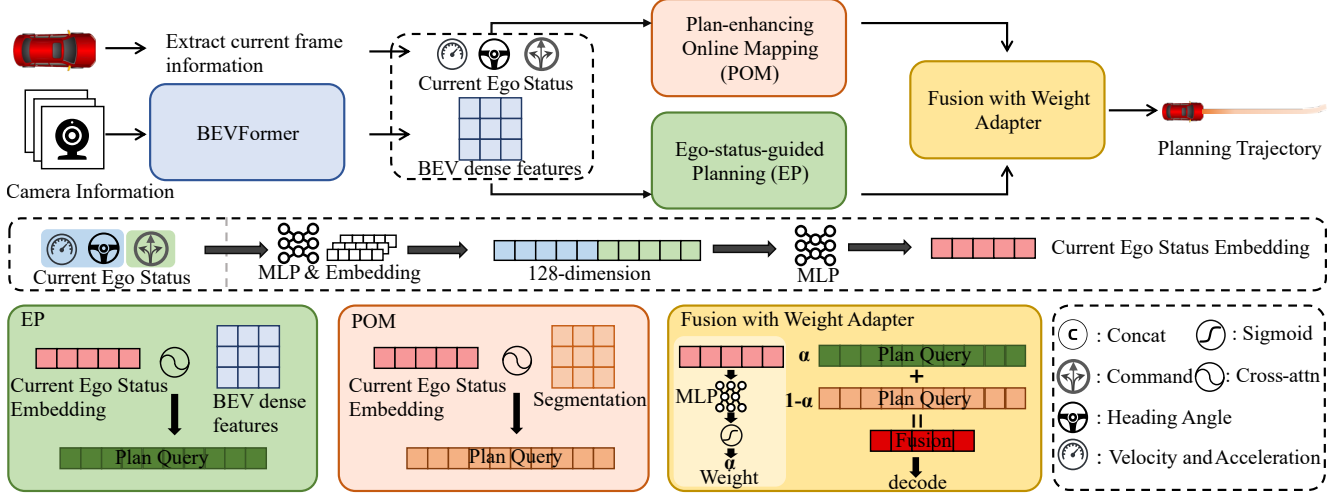 Extract current frame
information
Camera Information
BEVFormer
Current Ego Status
BEV dense features
Plan-enhancing
Online Mapping
(POM)
Ego-status-guided
Planning (EP)
Fusion with Weight
Adapter
Planning Trajectory
Current Ego Status
MLP & Embedding
128-dimension
MLP
Current Ego Status Embedding
EP
Current Ego Status
Embedding
BEV dense
features
Plan Query
POM
Current Ego Status
Embedding
Segmentation
Plan Query
Fusion with Weight Adapter
MLP
α
Weight
α
Plan Query
+
1-α
Plan Query
=
Fusion
decode
C : Concat
: Sigmoid
: Command
: Cross-attn
: Heading Angle
: Velocity and Acceleration